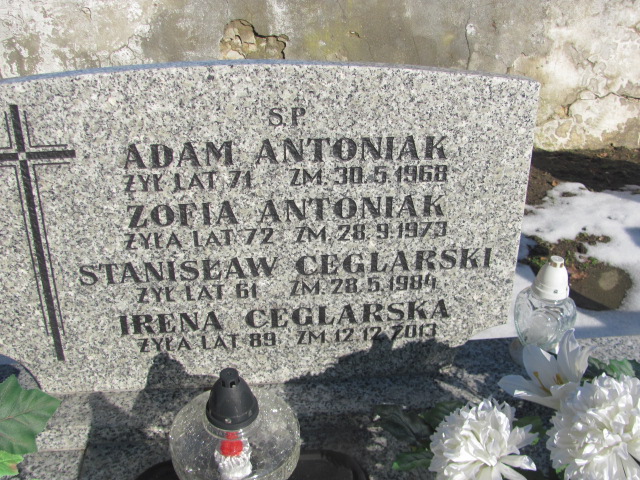 S.P.
ADAM ANTONIAK
ŻYŁ LAT 71 ZM. 30.5.1968
ZOFIA ANTONIAK
ŻYŁA LAT 72 ZM. 28.9.1973
STANISŁAW CEGLARSKI
ŻYŁ LAT 61 ZM. 28.5.1984
IRENA CEGLARSKA
ŻYŁA LAT 89 ZM 12.12.2013